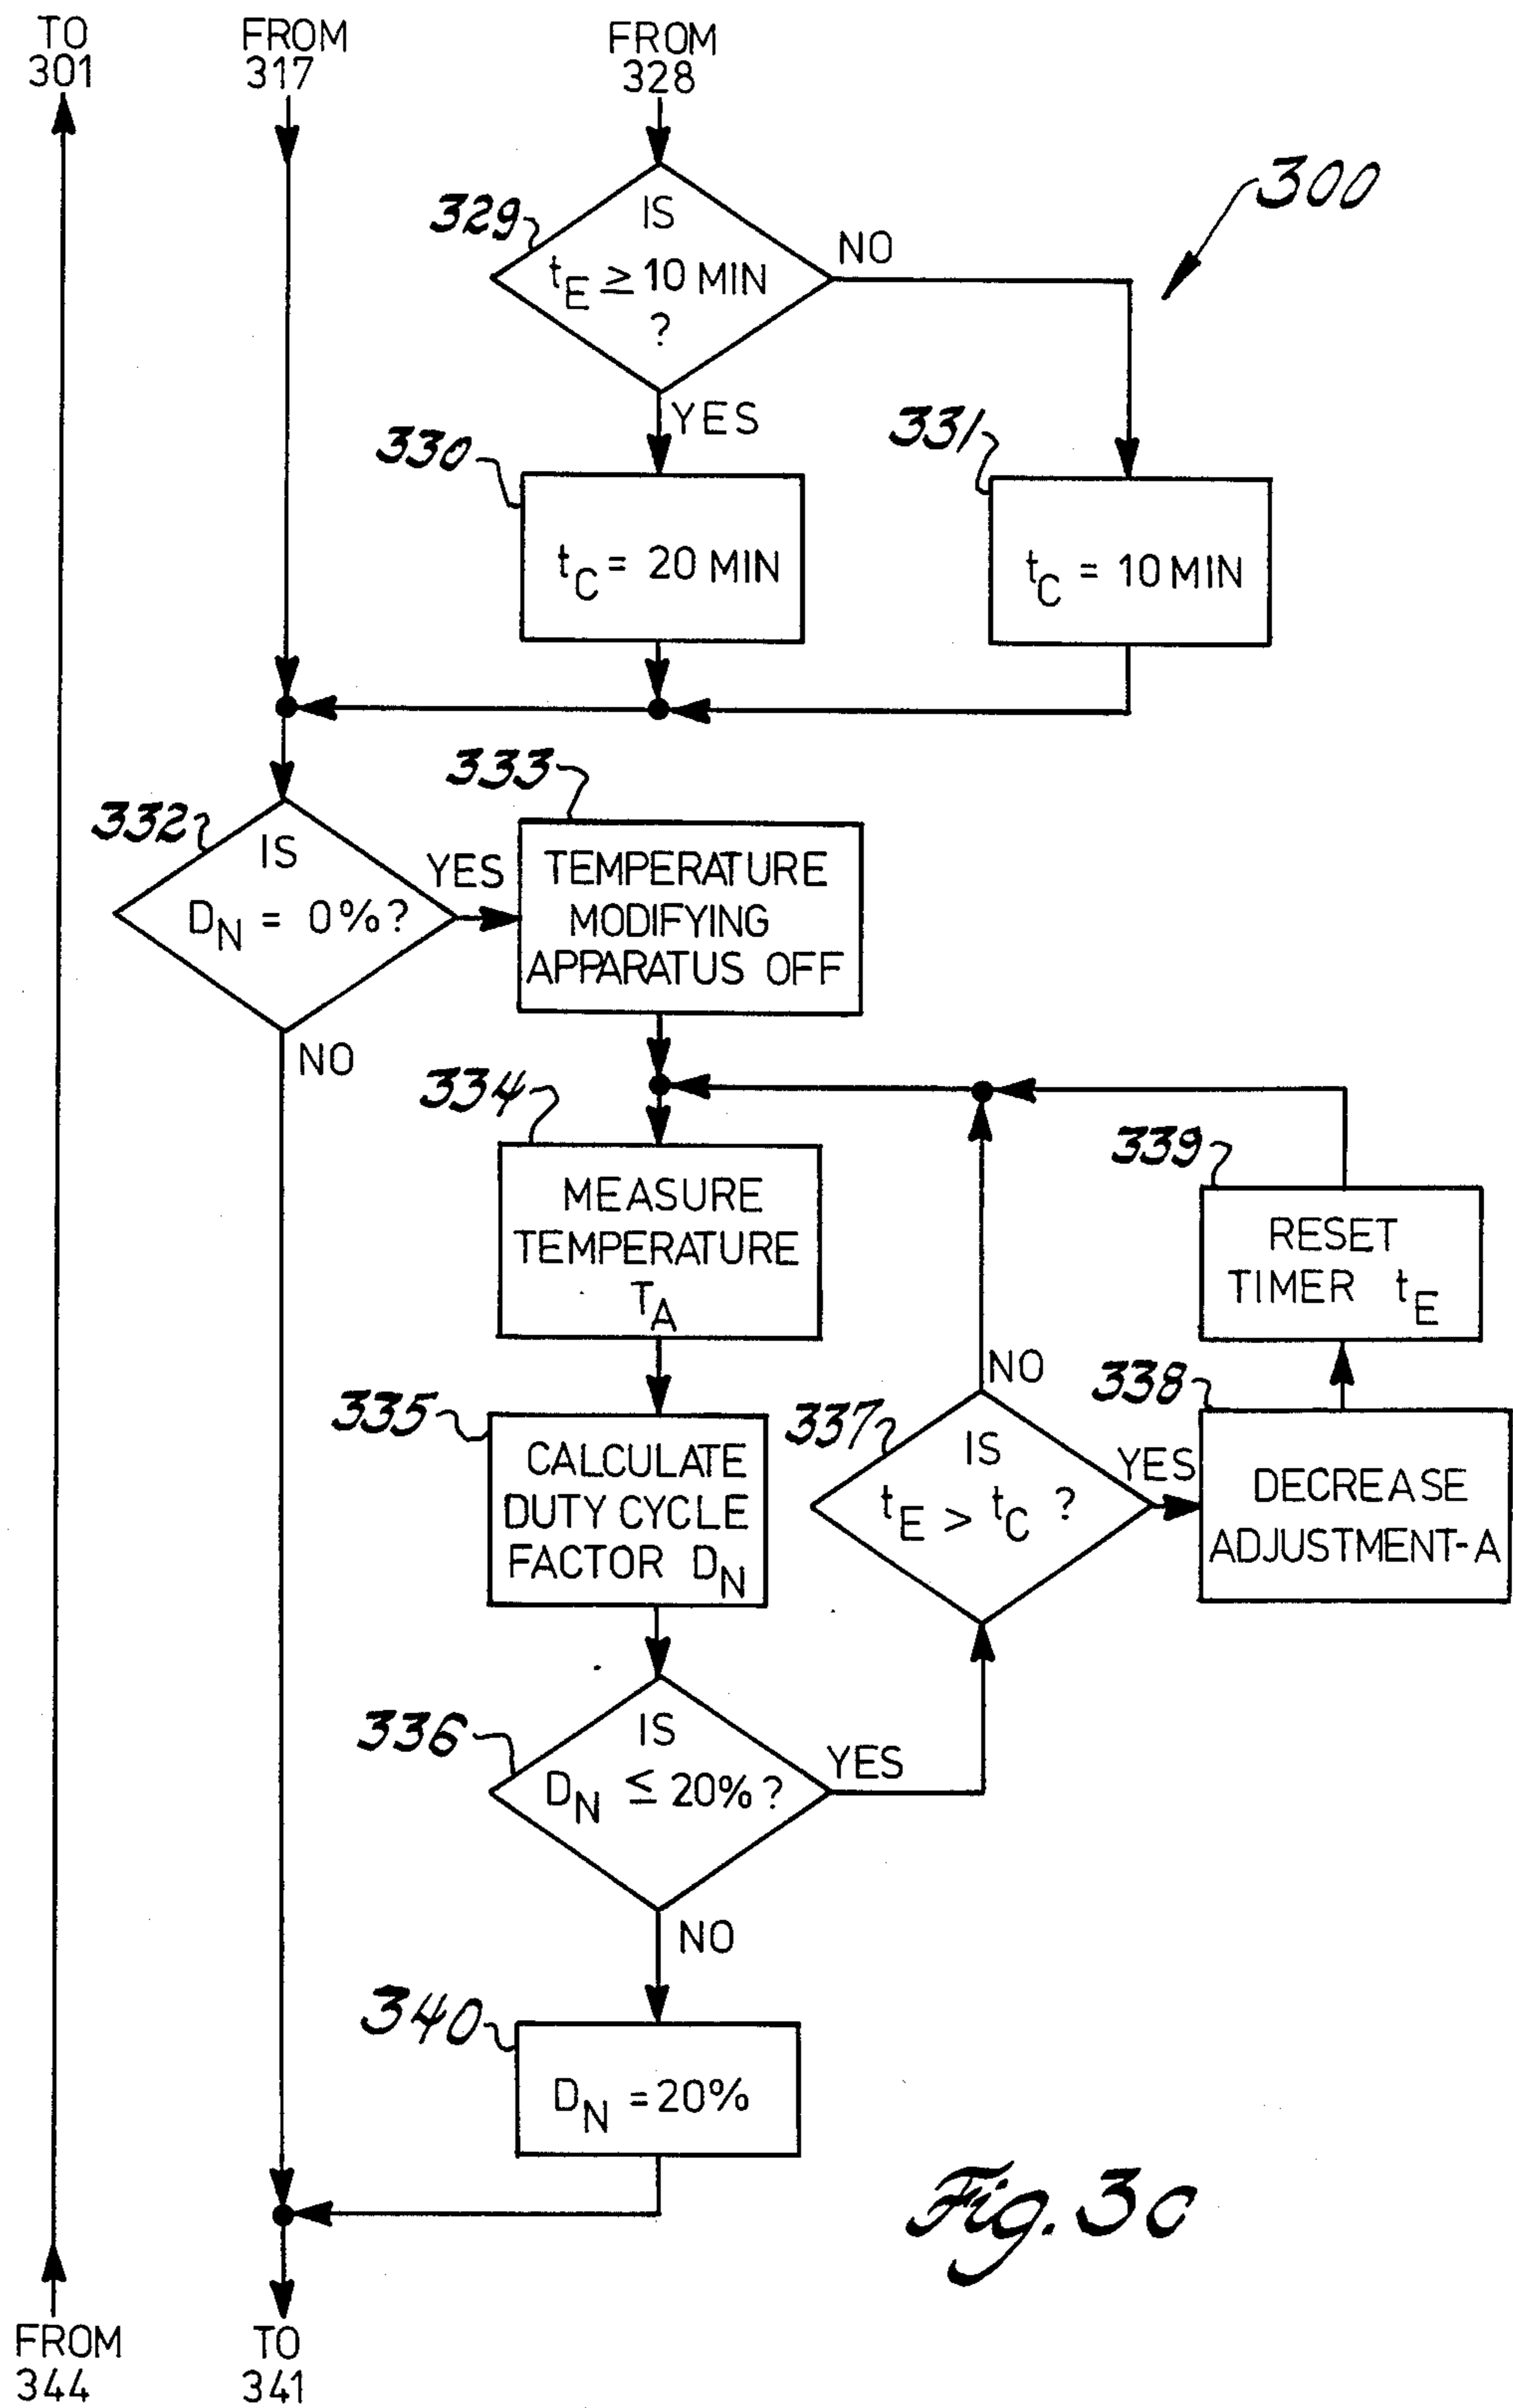 TO
301
FROM
317
FROM
328
300
329
IS
t_E ≥ 10 MIN
?
NO
YES
330
t_C = 20 MIN
331
t_C = 10 MIN
332
IS
D_N = 0%?
YES
NO
333
TEMPERATURE
MODIFYING
APPARATUS OFF
334
MEASURE
TEMPERATURE
T_A
335
CALCULATE
DUTY CYCLE
FACTOR D_N
336
IS
D_N ≤ 20%?
YES
NO
337
IS
t_E > t_C ?
NO
YES
338
DECREASE
ADJUSTMENT-A
339
RESET
TIMER t_E
340
D_N = 20%
Fig. 3c
FROM
344
TO
341